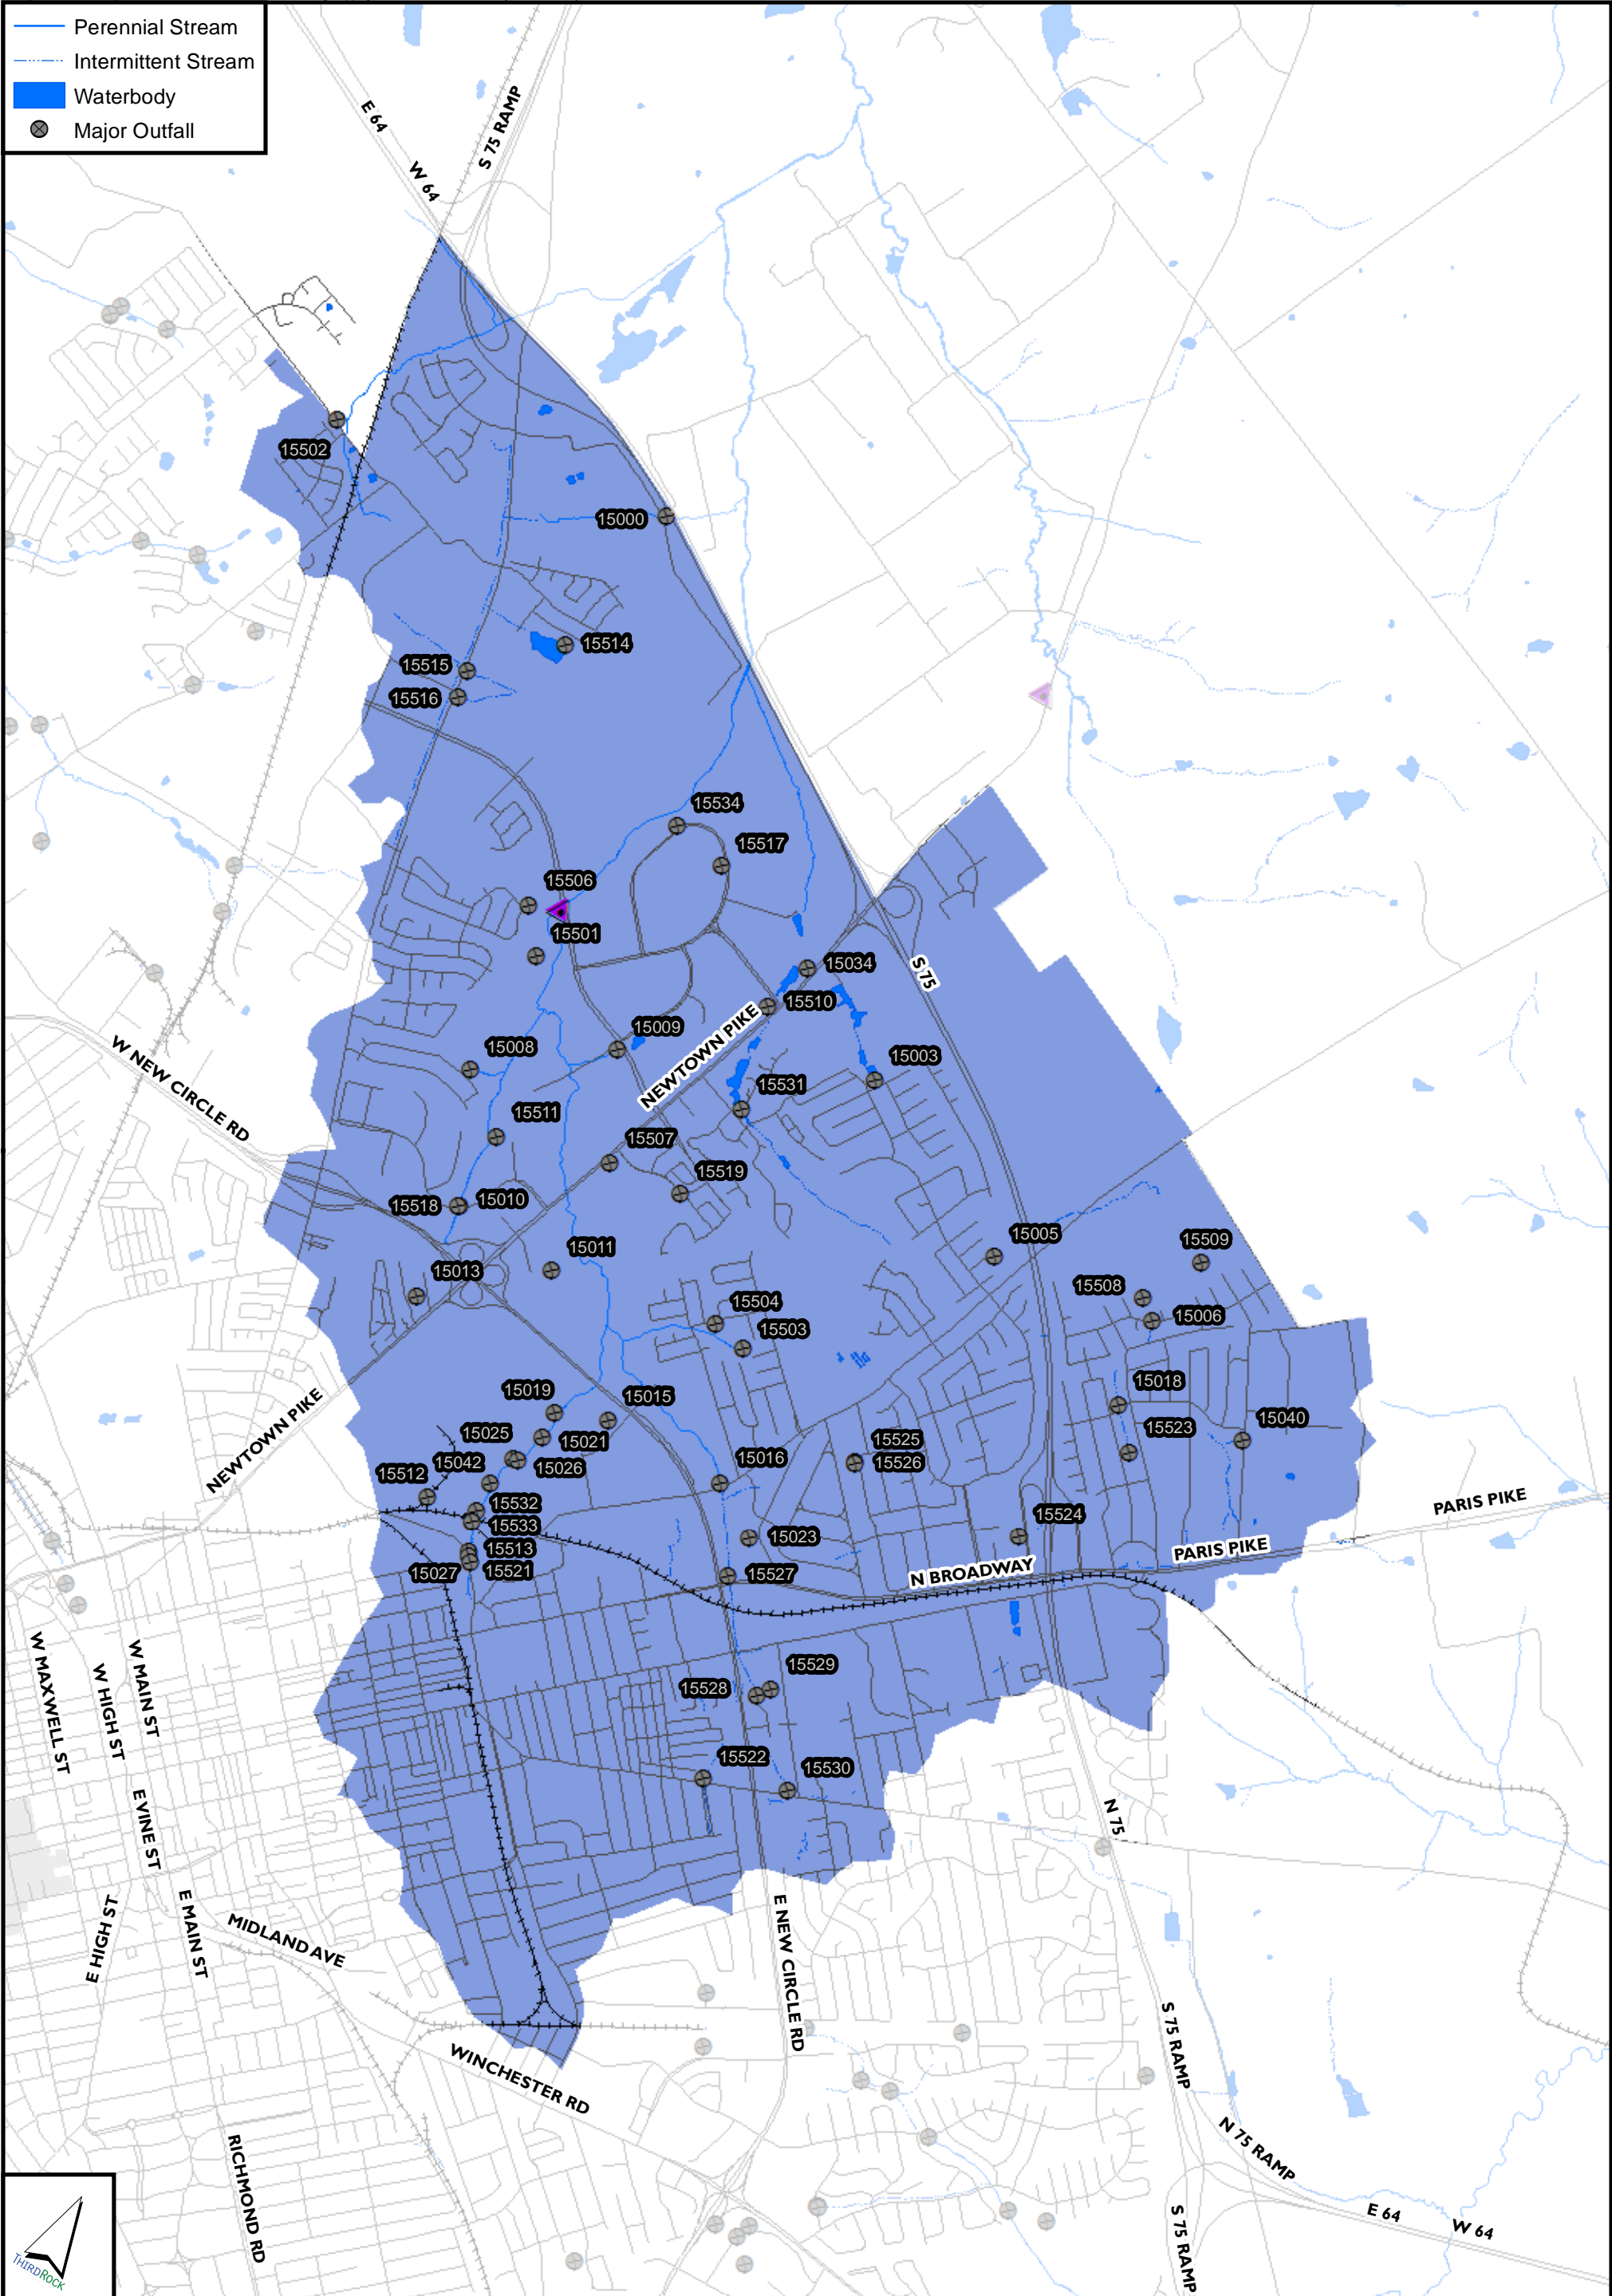 Perennial Stream
Intermittent Stream
Waterbody
Major Outfall
E 64
W 64
S 75 RAMP
15502
15000
15514
15515
15516
15534
15517
15506
15501
15034
S 75
15510
15009
NEWTOWN PIKE
15008
15003
15531
W NEW CIRCLE RD
15511
15507
15519
15518
15010
15005
15011
15509
15013
15508
15504
15006
15503
15018
15019
15015
15040
NEWTOWN PIKE
15025
15021
15523
15525
15042
15026
15016
15526
15512
PARIS PIKE
15532
15524
15533
15023
15513
PARIS PIKE
15027
15521
15527
N BROADWAY
W MAXWELL ST
W HIGH ST
W MAIN ST
15529
15528
15522
15530
E VINE ST
N 75
E HIGH ST
E MAIN ST
MIDLAND AVE
E NEW CIRCLE RD
WINCHESTER RD
S 75 RAMP
N 75 RAMP
RICHMOND RD
S 75 RAMP
E 64
W 64
THIRDROCK